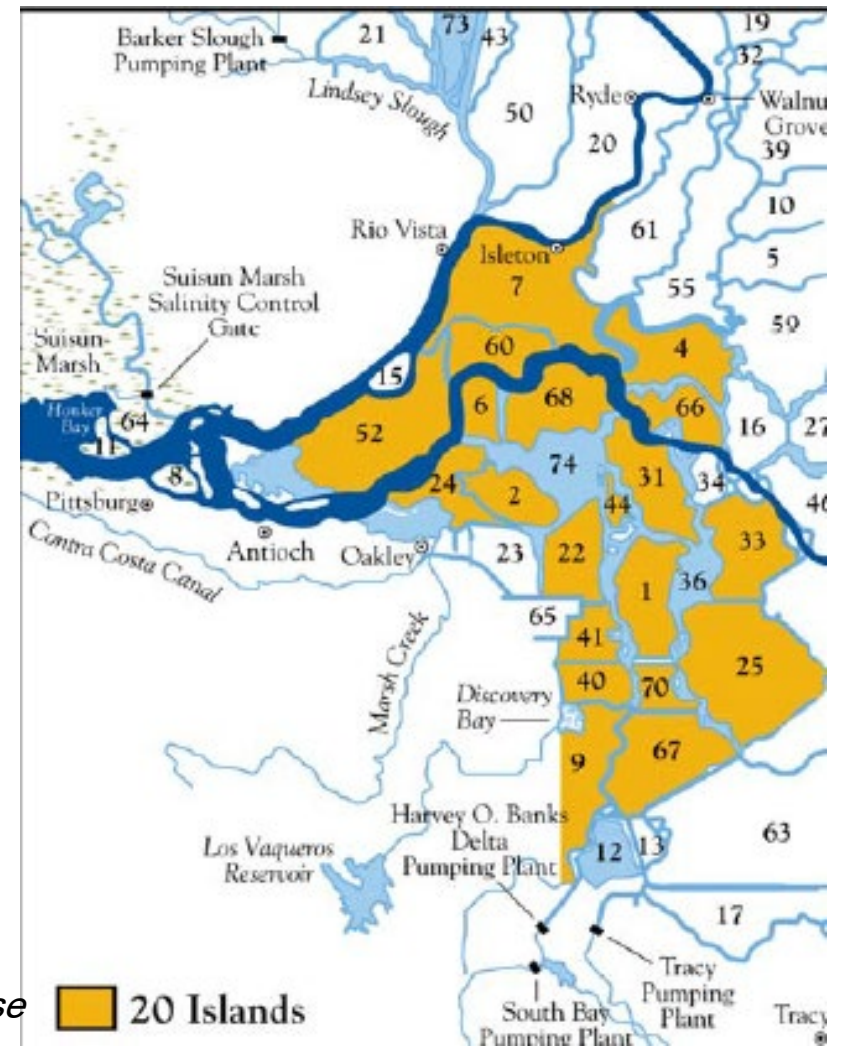 19
73
43
21
32
Barker Slough
Pumping Plant
Lindsey Slough
50
Ryde
Walnu
Grove
39
20
10
61
5
Rio Vista
Isleton
7
55
59
Suisun Marsh
Salinity Control
Gate
Suisun
Marsh
60
4
15
6
68
66
52
16
27
Honker
Bay
64
11
8
74
31
34
24
2
44
46
Pittsburg
Antioch
Oakley
Contra Costa Canal
23
22
33
1
36
65
41
25
Marsh Creek
40
70
Discovery
Bay
9
67
Harvey O. Banks
Delta
Pumping Plant
Los Vaqueros
Reservoir
12
13
63
17
Tracy
Pumping
Plant
South Bay
Pumping Plant
Tracy
se
20 Islands